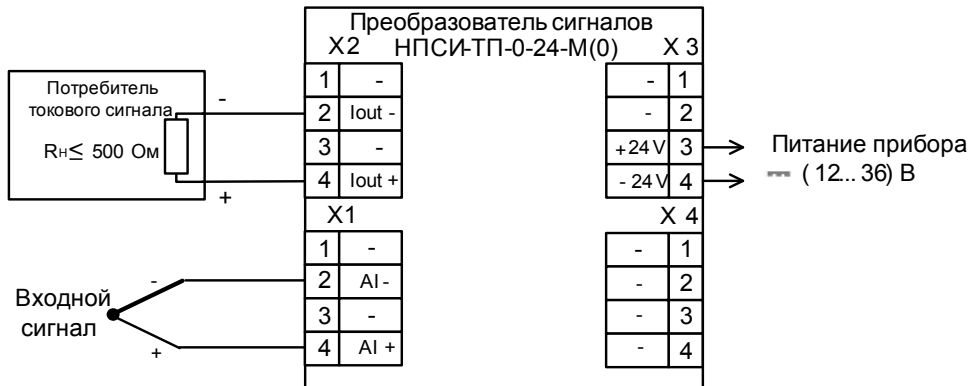 Преобразователь сигналов
НПСИ-ТП-0-24-М(0)
X2
X 3
1 -
2 Iout -
3 -
4 Iout +
- 1
- 2
+24 V 3
- 24V 4
Потребитель
токового сигнала
Rн≤ 500 Ом
-
+
Питание прибора
( 12... 36) В
X1
X 4
1 -
2 AI -
3 -
4 AI +
- 1
- 2
- 3
- 4
Входной
сигнал
-
+